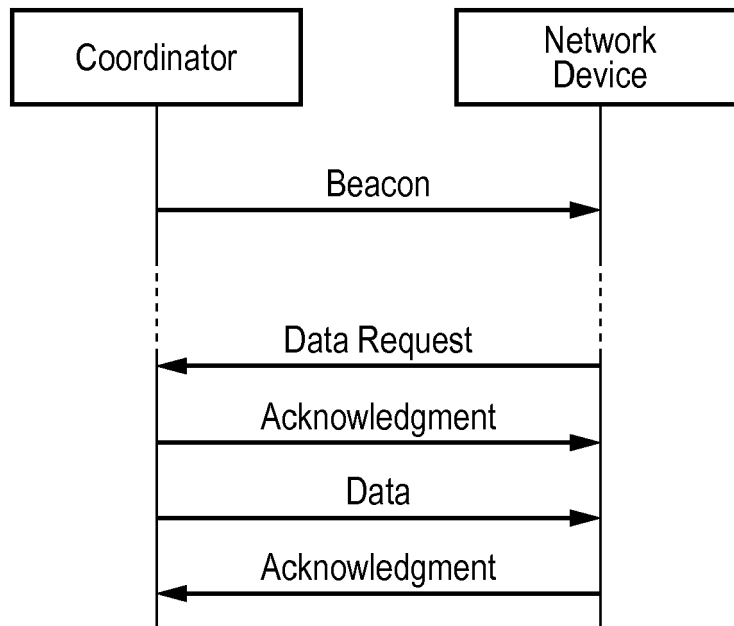 Coordinator
Network
Device
Beacon
Data Request
Acknowledgment
Data
Acknowledgment